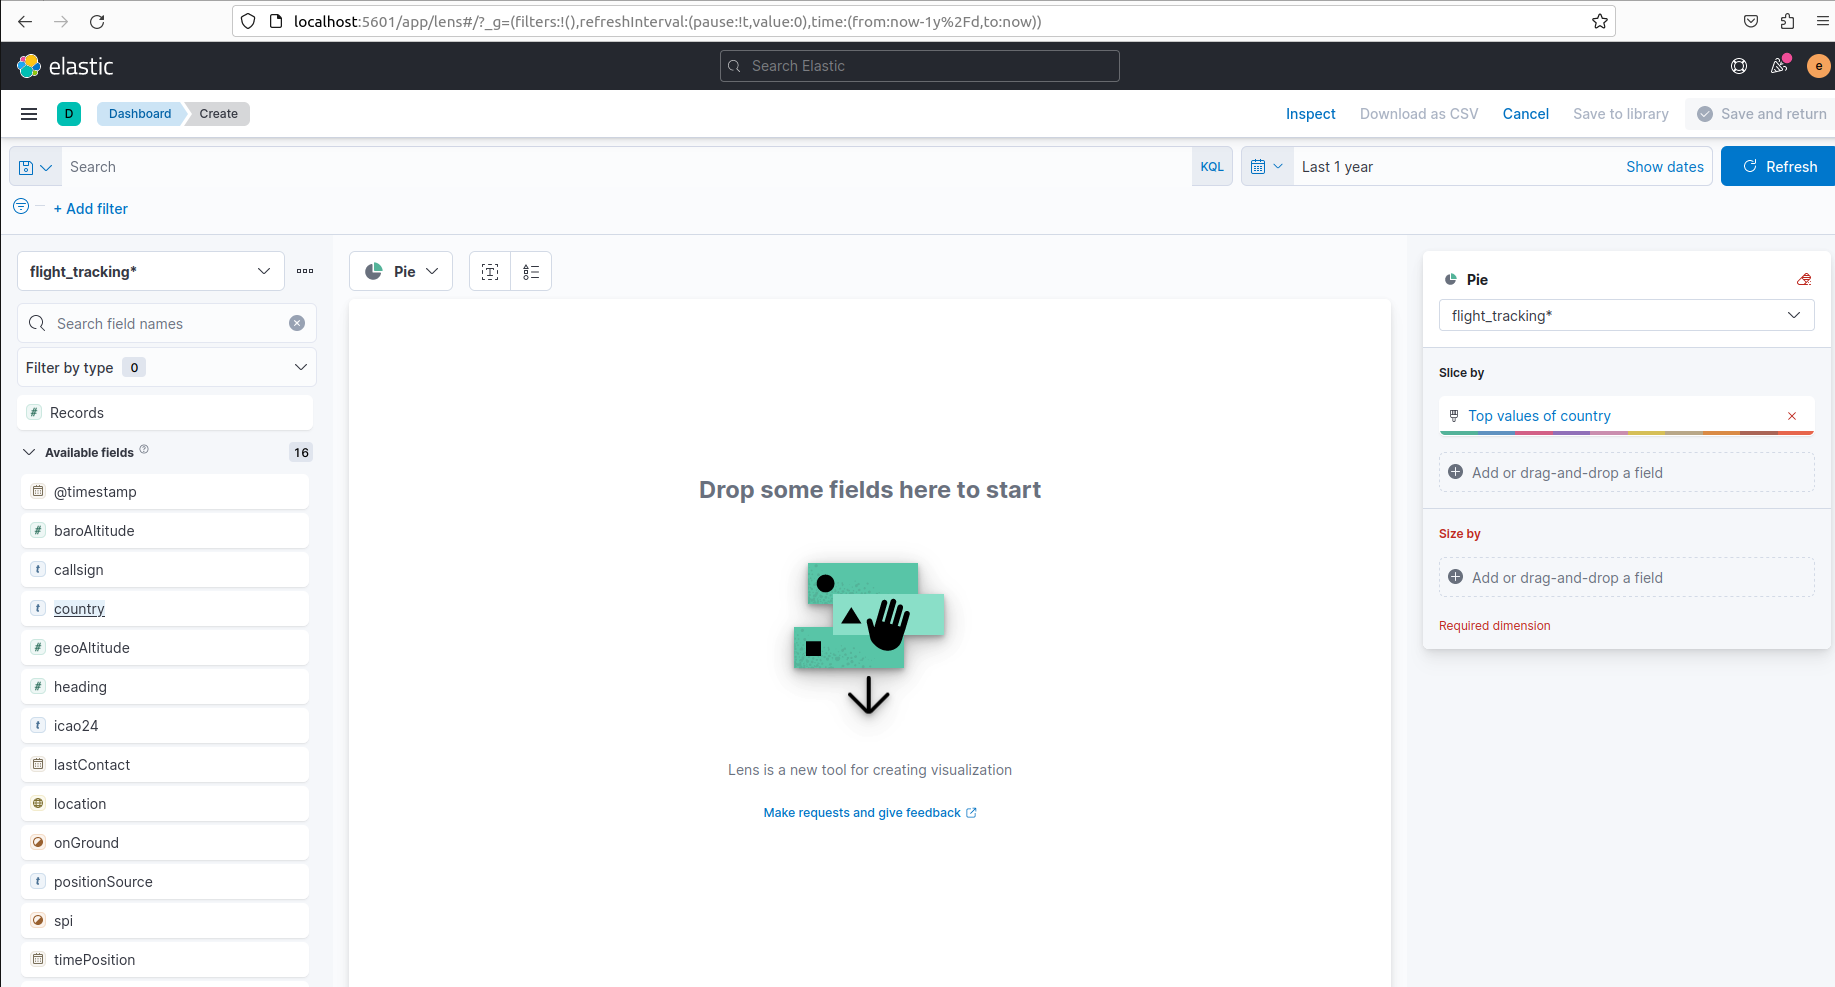 localhost:5601/app/lens#/?_g=(filters:!(),refreshInterval:(pause:!t,value:0),time:(from:now-1y%2Fd,to:now))
elastic
Search Elastic
e
D
Dashboard
Create
Inspect
Download as CSV
Cancel
Save to library
Save and return
Search
KQL
Last 1 year
Show dates
Refresh
+ Add filter
flight_tracking*
Search field names
Filter by type 0
# Records
Available fields ? 16
@timestamp
# baroAltitude
t callsign
t country
# geoAltitude
# heading
t icao24
lastContact
location
onGround
t positionSource
spi
timePosition
Pie
Drop some fields here to start
Lens is a new tool for creating visualization
Make requests and give feedback
Pie
flight_tracking*
Slice by
Top values of country
Add or drag-and-drop a field
Size by
Add or drag-and-drop a field
Required dimension